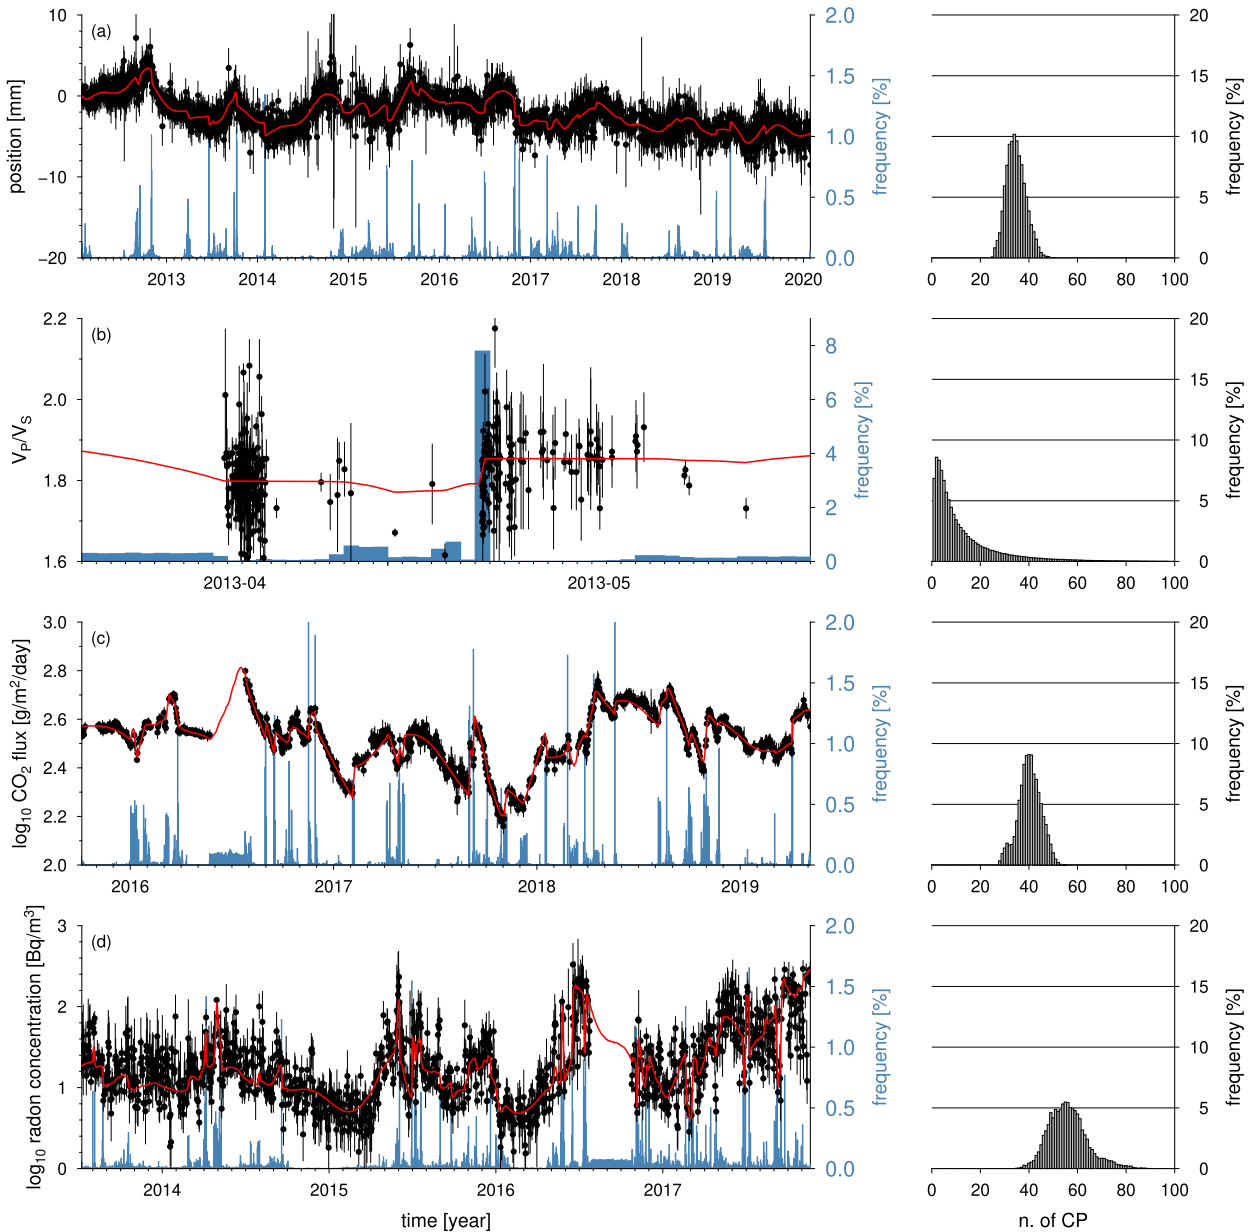 (a)
position [mm]
10
0
−10
−20
2013 2014 2015 2016 2017 2018 2019 2020
2.0
1.5
1.0
0.5
0.0
frequency [%]
20
15
10
5
0
frequency [%]
0 20 40 60 80 100
(b)
VP/VS
2.2
2.0
1.8
1.6
2013-04 2013-05
8
6
4
2
0
frequency [%]
20
15
10
5
0
frequency [%]
0 20 40 60 80 100
(c)
log10 CO2 flux [g/m2/day]
3.0
2.8
2.6
2.4
2.2
2.0
2016 2017 2018 2019
2.0
1.5
1.0
0.5
0.0
frequency [%]
20
15
10
5
0
frequency [%]
0 20 40 60 80 100
(d)
log10 radon concentration [Bq/m3]
3
2
1
0
2014 2015 2016 2017
time [year]
2.0
1.5
1.0
0.5
0.0
frequency [%]
20
15
10
5
0
frequency [%]
0 20 40 60 80 100
n. of CP